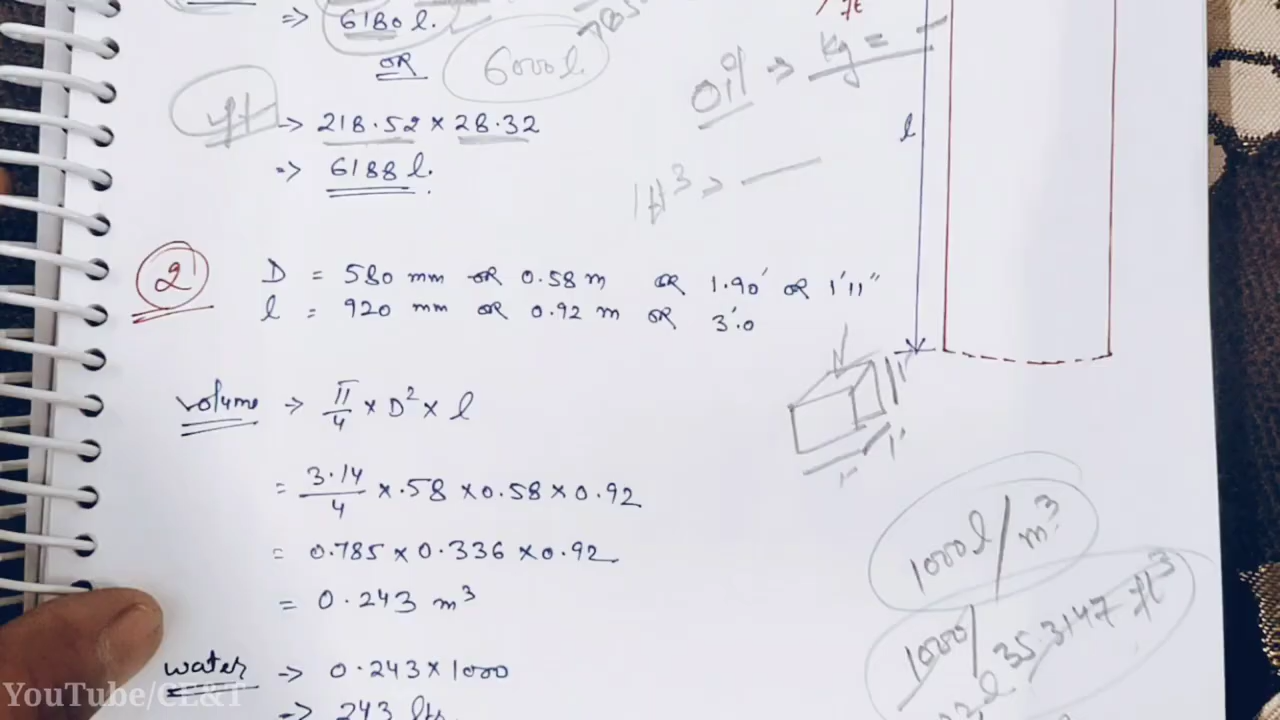 => 6180 l.
OR
6000 l
-> 218.52 × 28.32
=> 6188 l.
Oil => kg =
1 ft³ =>
l
2
D = 580 mm OR 0.58 m OR 1.90' OR 1'11"
l = 920 mm OR 0.92 m OR 3'.0
volume -> π/4 × D² × l
= 3.14/4 × .58 × 0.58 × 0.92
= 0.785 × 0.336 × 0.92
= 0.243 m³
1000 l / m³
1000/35.3147 ft³
water -> 0.243 × 1000
=> 243 ltr.
YouTube/CE&T